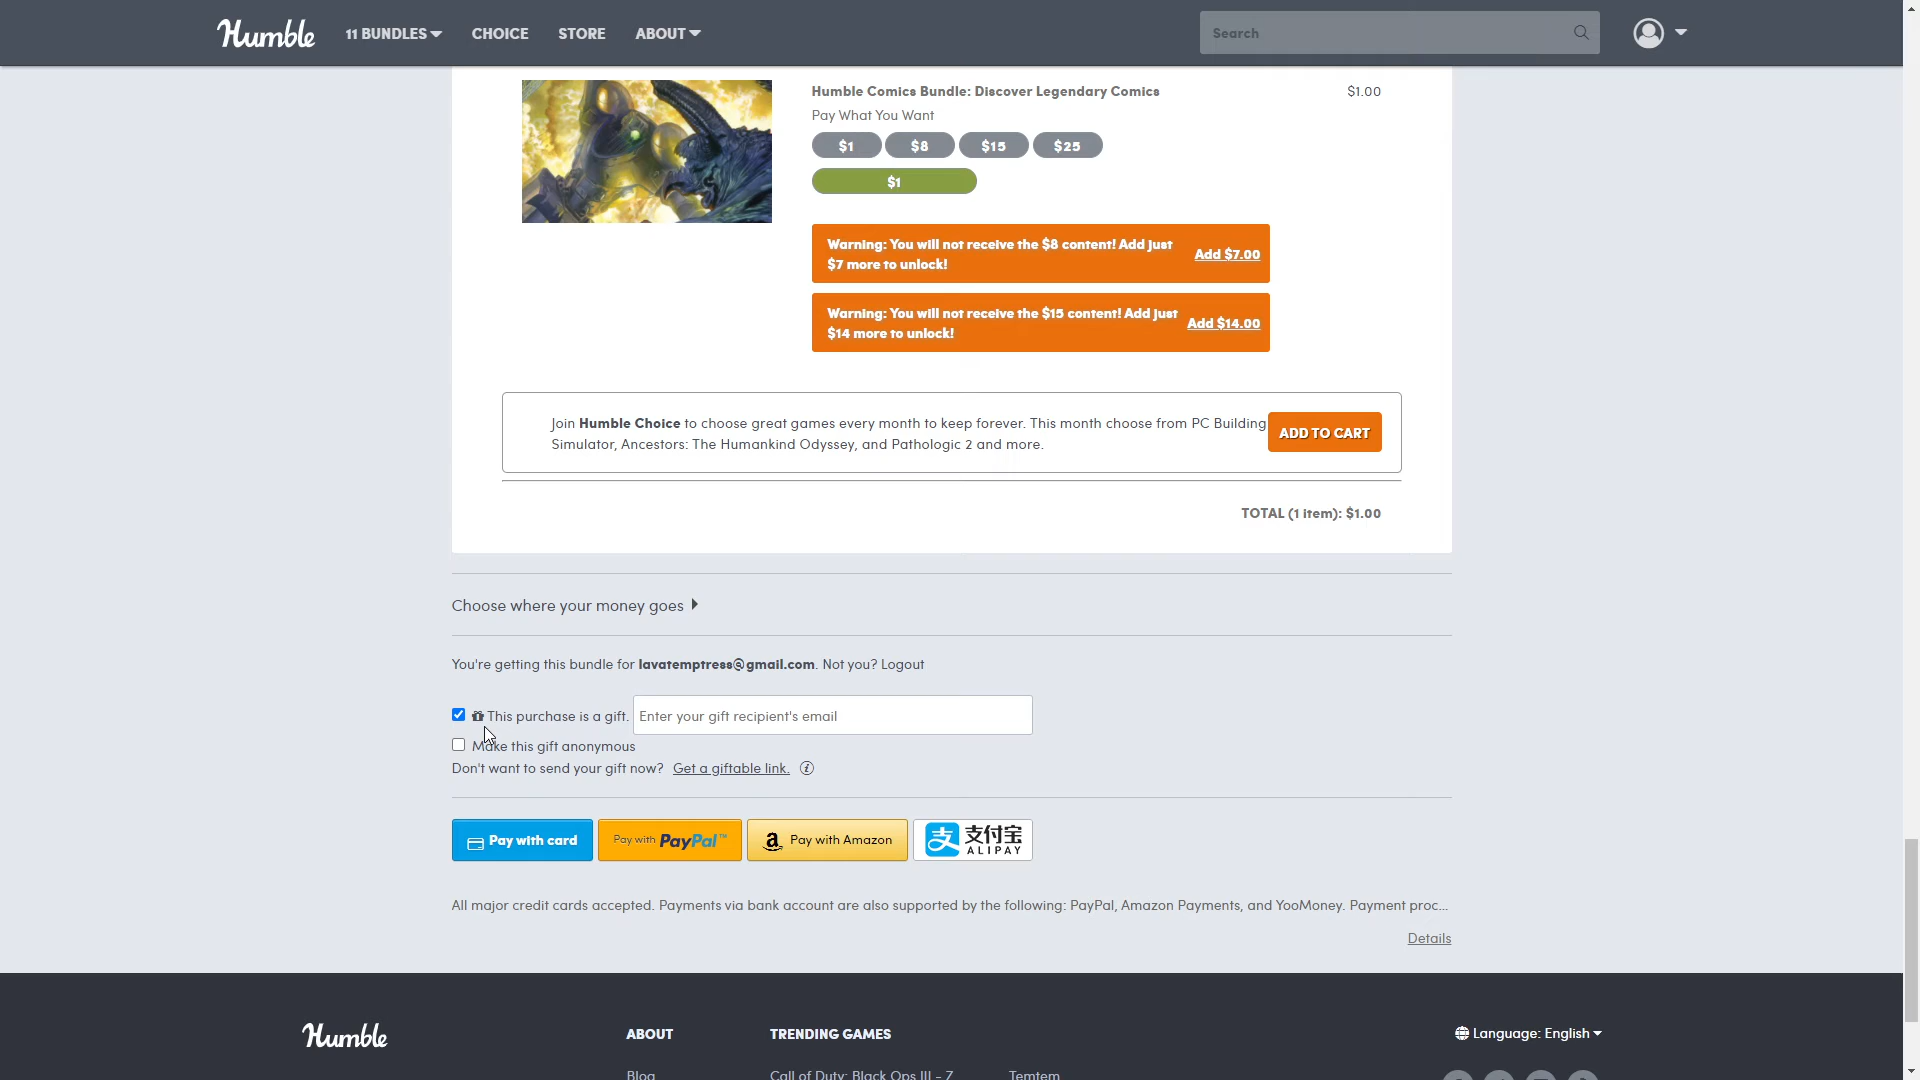 Humble
11 BUNDLES
CHOICE
STORE
ABOUT
Search
Humble Comics Bundle: Discover Legendary Comics
$1.00
Pay What You Want
$1
$8
$15
$25
$1
Warning: You will not receive the $8 content! Add just
$7 more to unlock!
Add $7.00
Warning: You will not receive the $15 content! Add just
$14 more to unlock!
Add $14.00
Join Humble Choice to choose great games every month to keep forever. This month choose from PC Building
Simulator, Ancestors: The Humankind Odyssey, and Pathologic 2 and more.
ADD TO CART
TOTAL (1 item): $1.00
Choose where your money goes
You're getting this bundle for lavatemptress@gmail.com. Not you? Logout
This purchase is a gift.
Enter your gift recipient's email
Make this gift anonymous
Don't want to send your gift now? Get a giftable link.
Pay with card
Pay with PayPal™
Pay with Amazon
支付宝
ALIPAY
All major credit cards accepted. Payments via bank account are also supported by the following: PayPal, Amazon Payments, and YooMoney. Payment proc...
Details
Humble
ABOUT
TRENDING GAMES
Language: English
Blog
Call of Duty: Black Ops III - Z
Temtem